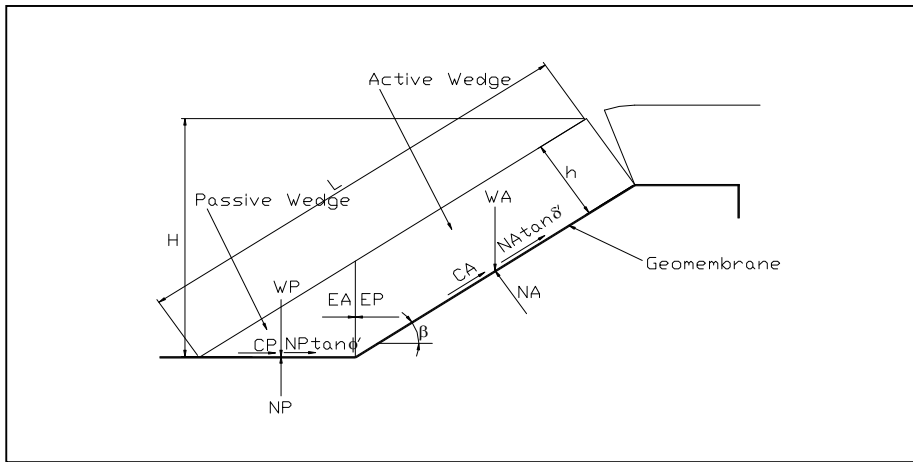 Active Wedge
L
Passive Wedge
H
h
WA
NAtanδ'
CA
Geomembrane
NA
WP
EA EP
β
CP NPtanϕ'
NP